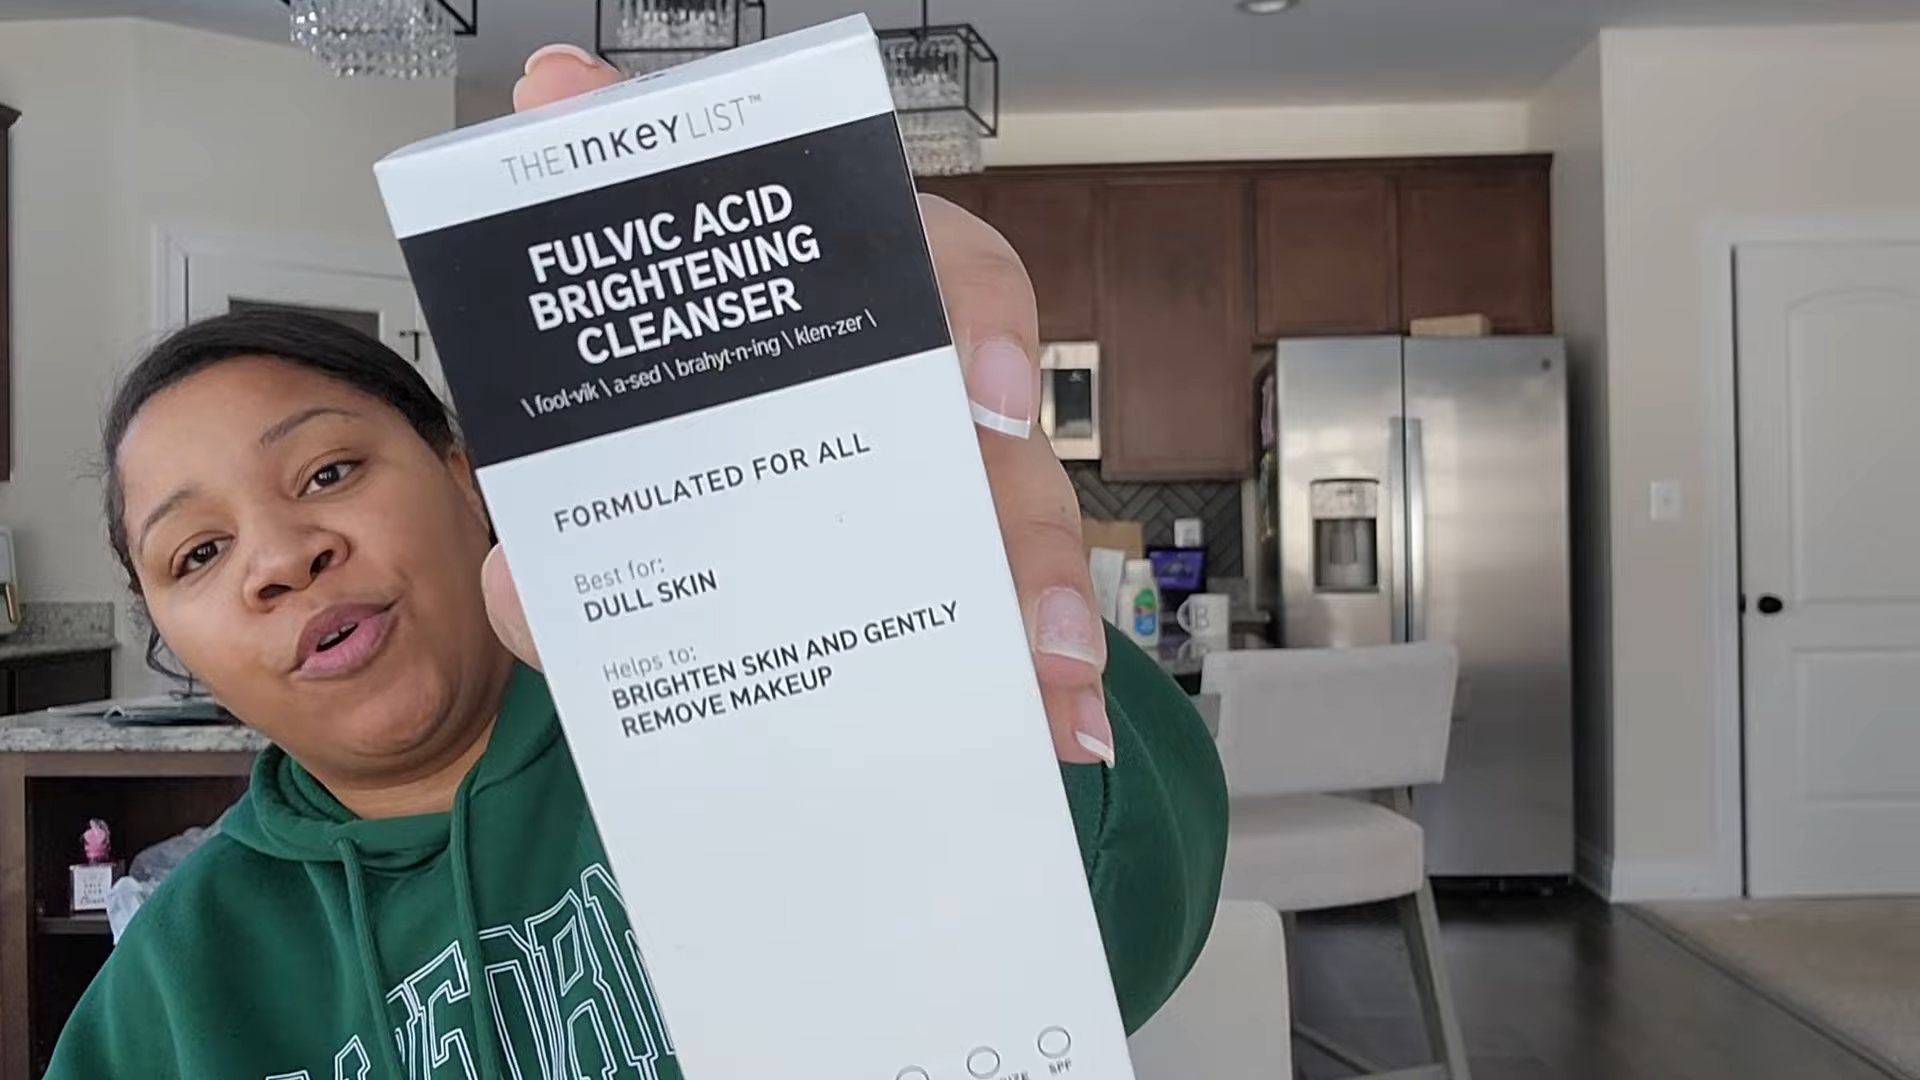 THE INKEY LIST™
FULVIC ACID
BRIGHTENING
CLEANSER
\ fool-vik \ a-sed \ brahyt-n-ing \ klen-zer \
FORMULATED FOR ALL
Best for:
DULL SKIN
Helps to:
BRIGHTEN SKIN AND GENTLY
REMOVE MAKEUP
SPF
B